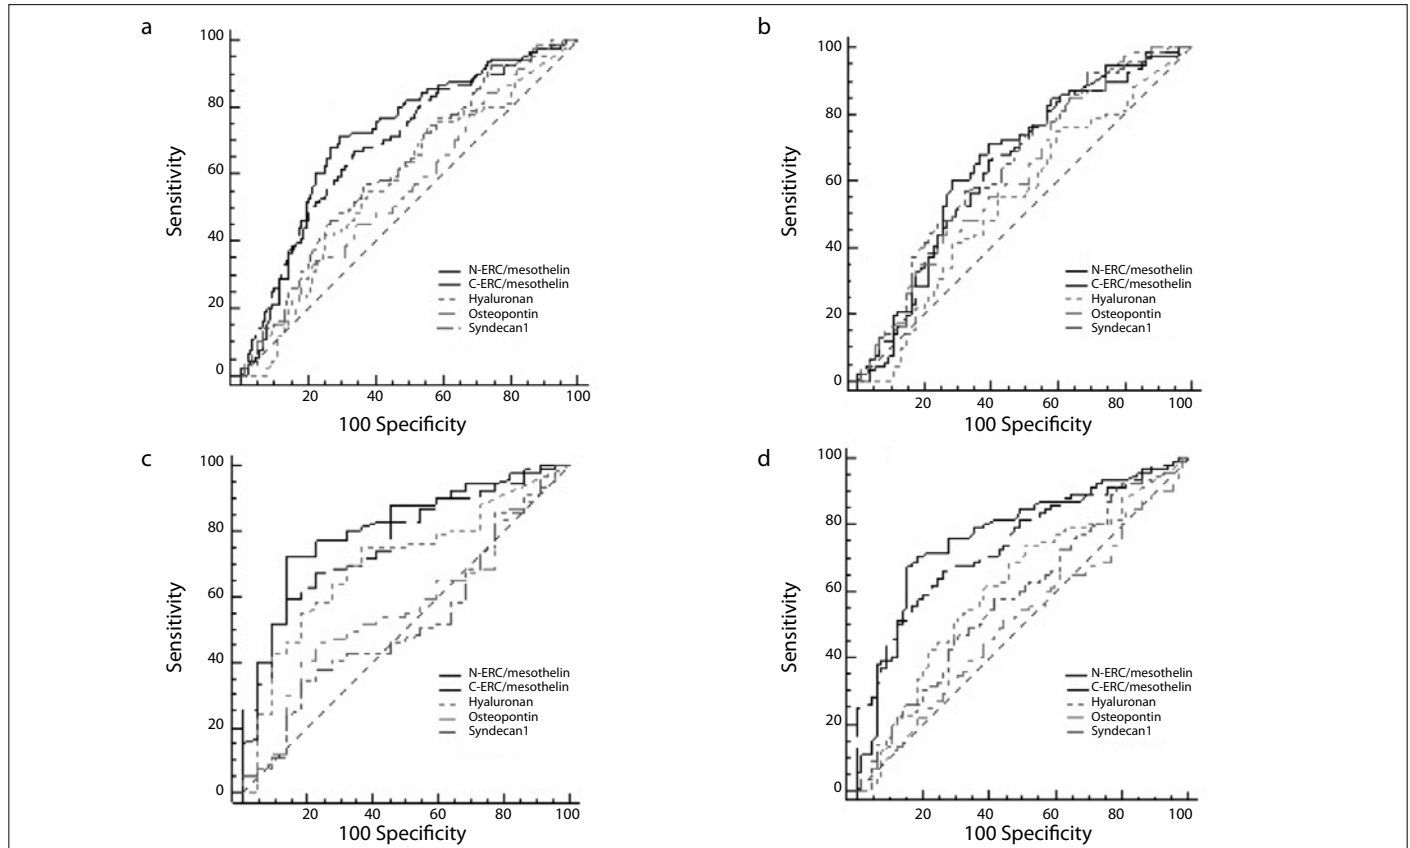 a
100
80
60
40
20
0
Sensitivity
20 40 60 80 100
100 Specificity
N-ERC/mesothelin
C-ERC/mesothelin
Hyaluronan
Osteopontin
Syndecan1
b
100
80
60
40
20
0
Sensitivity
20 40 60 80 100
100 Specificity
N-ERC/mesothelin
C-ERC/mesothelin
Hyaluronan
Osteopontin
Syndecan1
c
100
80
60
40
20
0
Sensitivity
20 40 60 80 100
100 Specificity
N-ERC/mesothelin
C-ERC/mesothelin
Hyaluronan
Osteopontin
Syndecan1
d
100
80
60
40
20
0
Sensitivity
20 40 60 80 100
100 Specificity
N-ERC/mesothelin
C-ERC/mesothelin
Hyaluronan
Osteopontin
Syndecan1